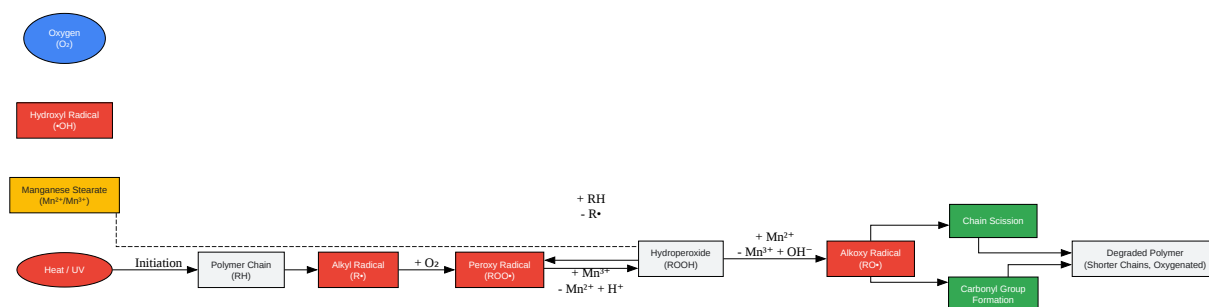 Oxygen
(O₂)
Hydroxyl Radical
(•OH)
Manganese Stearate
(Mn²⁺/Mn³⁺)
+ RH
- R•
Heat / UV
Initiation
Polymer Chain
(RH)
Alkyl Radical
(R•)
+ O₂
Peroxy Radical
(ROO•)
+ Mn³⁺
- Mn²⁺ + H⁺
Hydroperoxide
(ROOH)
+ Mn²⁺
- Mn³⁺ + OH⁻
Alkoxy Radical
(RO•)
Chain Scission
Carbonyl Group
Formation
Degraded Polymer
(Shorter Chains, Oxygenated)